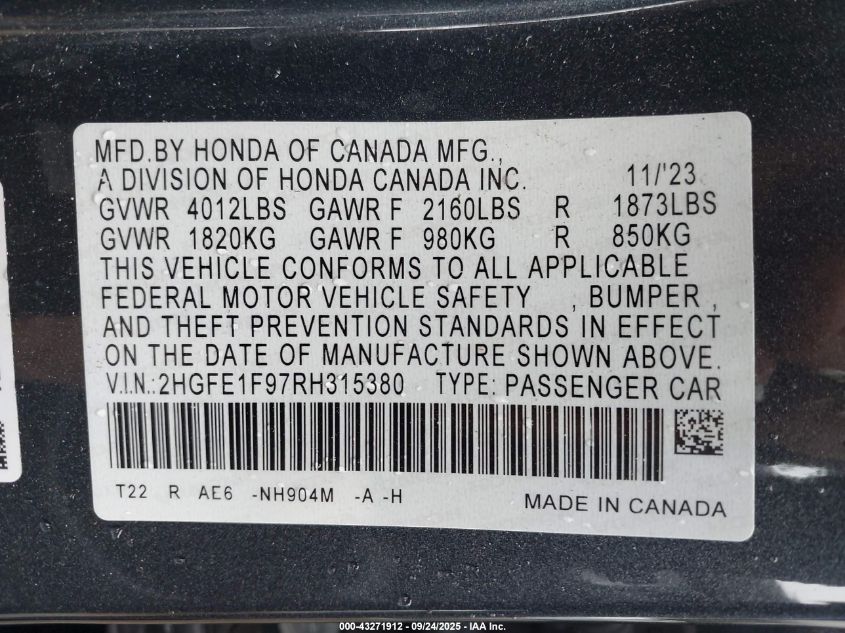 MFD.BY HONDA OF CANADA MFG.,
A DIVISION OF HONDA CANADA INC. 11/'23
GVWR 4012LBS GAWR F 2160LBS R 1873LBS
GVWR 1820KG GAWR F 980KG R 850KG
THIS VEHICLE CONFORMS TO ALL APPLICABLE
FEDERAL MOTOR VEHICLE SAFETY , BUMPER ,
AND THEFT PREVENTION STANDARDS IN EFFECT
ON THE DATE OF MANUFACTURE SHOWN ABOVE.
V.I.N.:2HGFE1F97RH315380 TYPE: PASSENGER CAR
T22 R AE6 -NH904M -A -H MADE IN CANADA
000-43271912 - 09/24/2025 - IAA Inc.